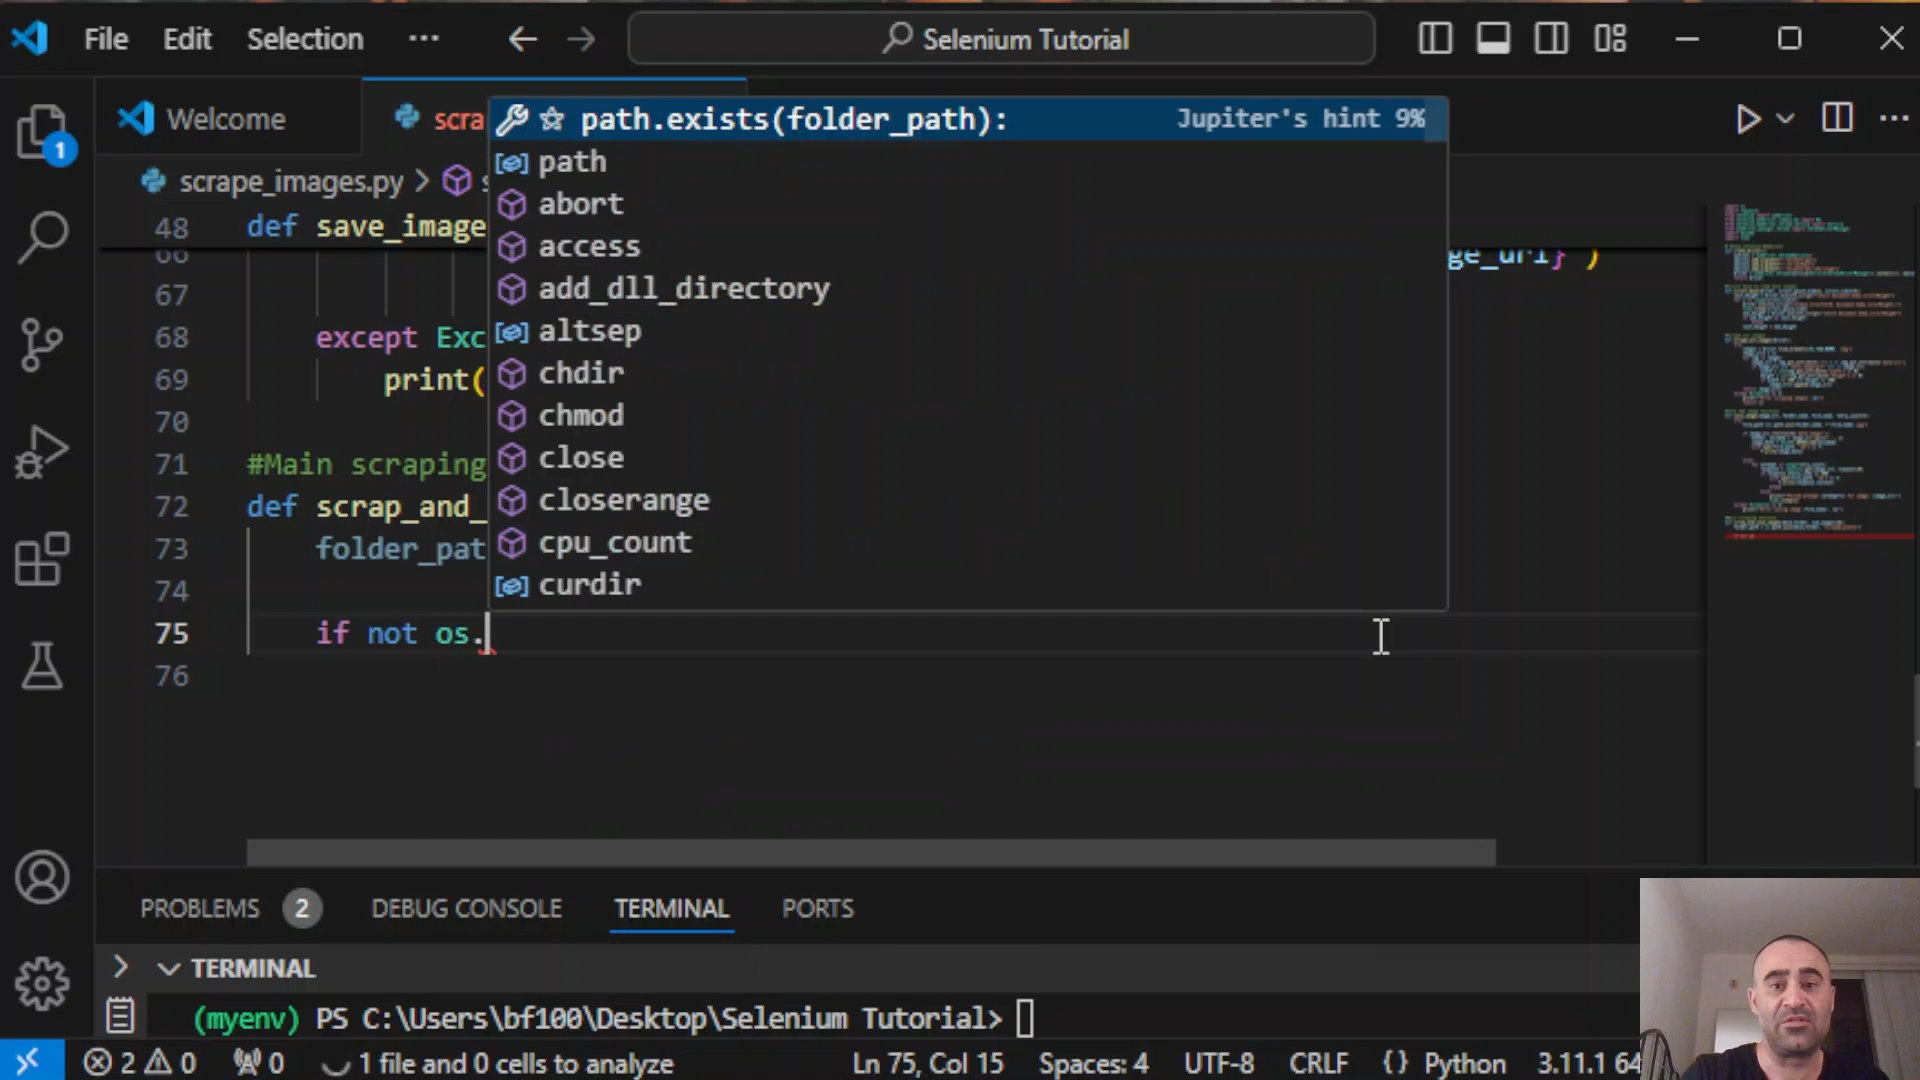 File Edit Selection ··· Selenium Tutorial
Welcome scra
scrape_images.py
path.exists(folder_path): Jupiter's hint 9%
path
abort
access
add_dll_directory
altsep
chdir
chmod
close
closerange
cpu_count
curdir
48 def save_image
66 ge_url} )
67
68 except Exc
69 print(
70
71 #Main scraping
72 def scrap_and_
73 folder_pat
74
75 if not os.
76
PROBLEMS 2 DEBUG CONSOLE TERMINAL PORTS
TERMINAL
(myenv) PS C:\Users\bf100\Desktop\Selenium Tutorial>
2 0 0 1 file and 0 cells to analyze Ln 75, Col 15 Spaces: 4 UTF-8 CRLF {} Python 3.11.1 64
1